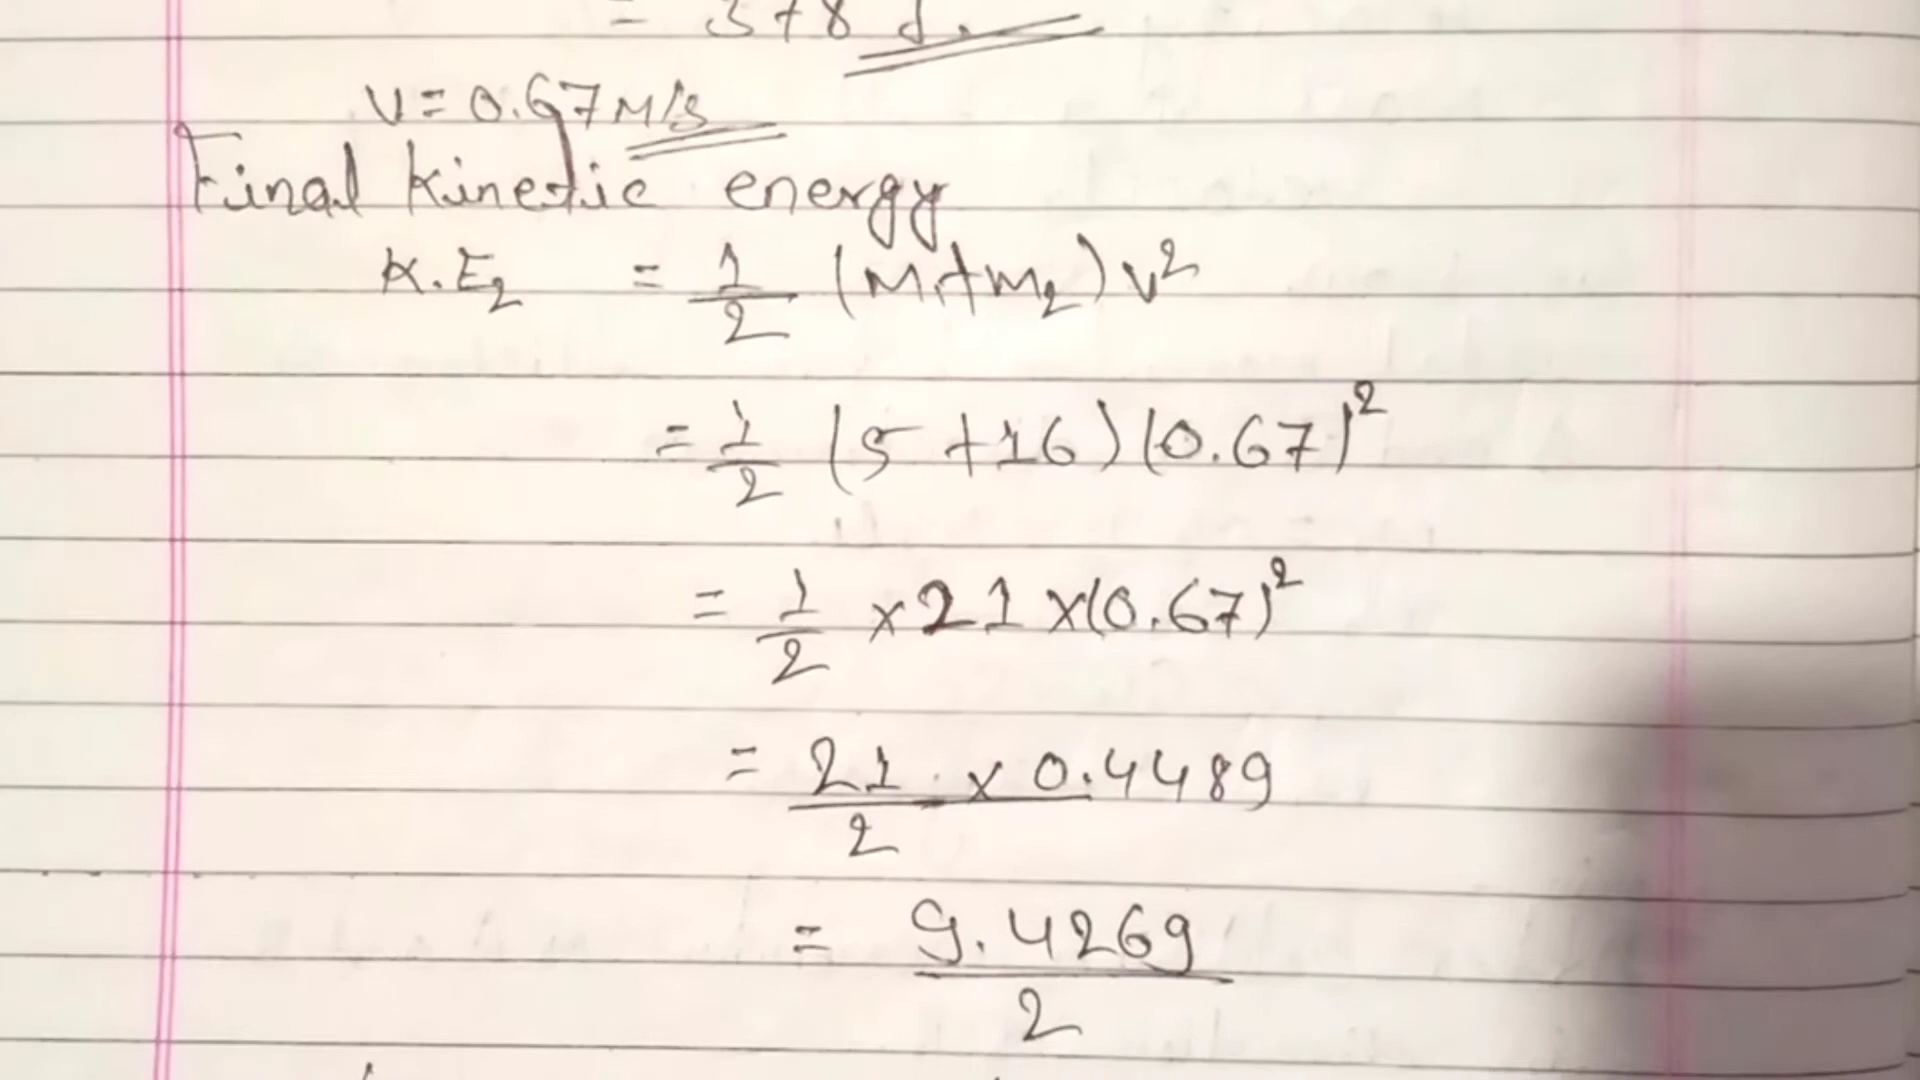 = 378 J.
V = 0.67 M/S
Final kinetic energy
K.E₂ = 1/2 (M₁+m₂) v²
= 1/2 (5 +16) (0.67)²
= 1/2 × 21 × (0.67)²
= 21 × 0.4489 / 2
= 9.4269 / 2